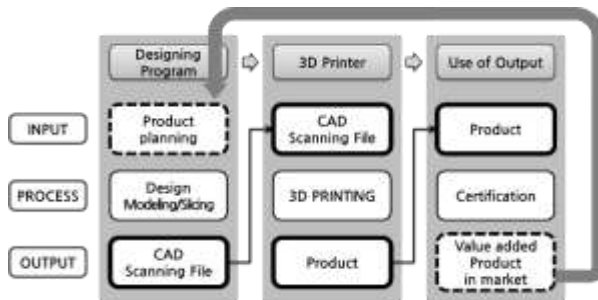 Designing
Program
3D Printer
Use of Output
INPUT
Product
planning
CAD
Scanning File
Product
PROCESS
Design
Modeling/Slicing
3D PRINTING
Certification
OUTPUT
CAD
Scanning File
Product
Value added
Product
in market